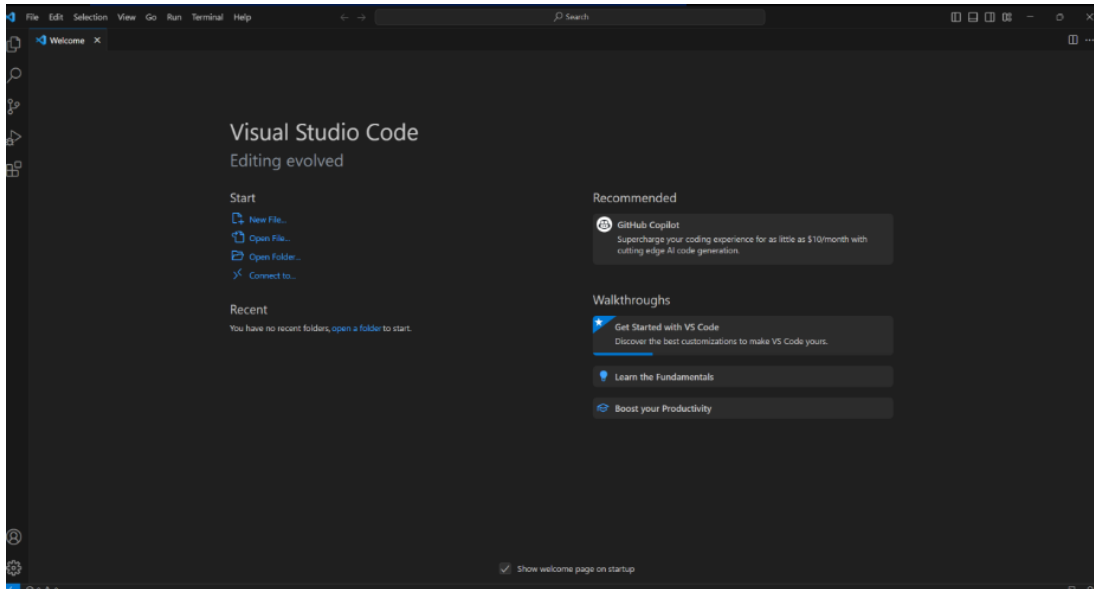 File Edit Selection View Go Run Terminal Help
Search
Welcome
Visual Studio Code
Editing evolved
Start
New File...
Open File...
Open Folder...
Connect to...
Recent
You have no recent folders, open a folder to start.
Recommended
GitHub Copilot
Supercharge your coding experience for as little as $10/month with
cutting edge AI code generation.
Walkthroughs
Get Started with VS Code
Discover the best customizations to make VS Code yours.
Learn the Fundamentals
Boost your Productivity
Show welcome page on startup